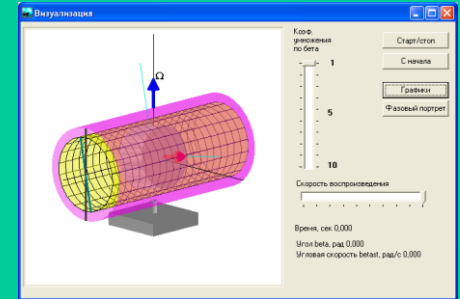 Визуализация
Ω
Коэф.
умножения
по бета
1
5
10
Старт/стоп
С начала
Графики
Фазовый портрет
Скорость воспроизведения
Время, сек 0,000
Угол beta, рад 0,000
Угловая скорость betast, рад/с 0,000